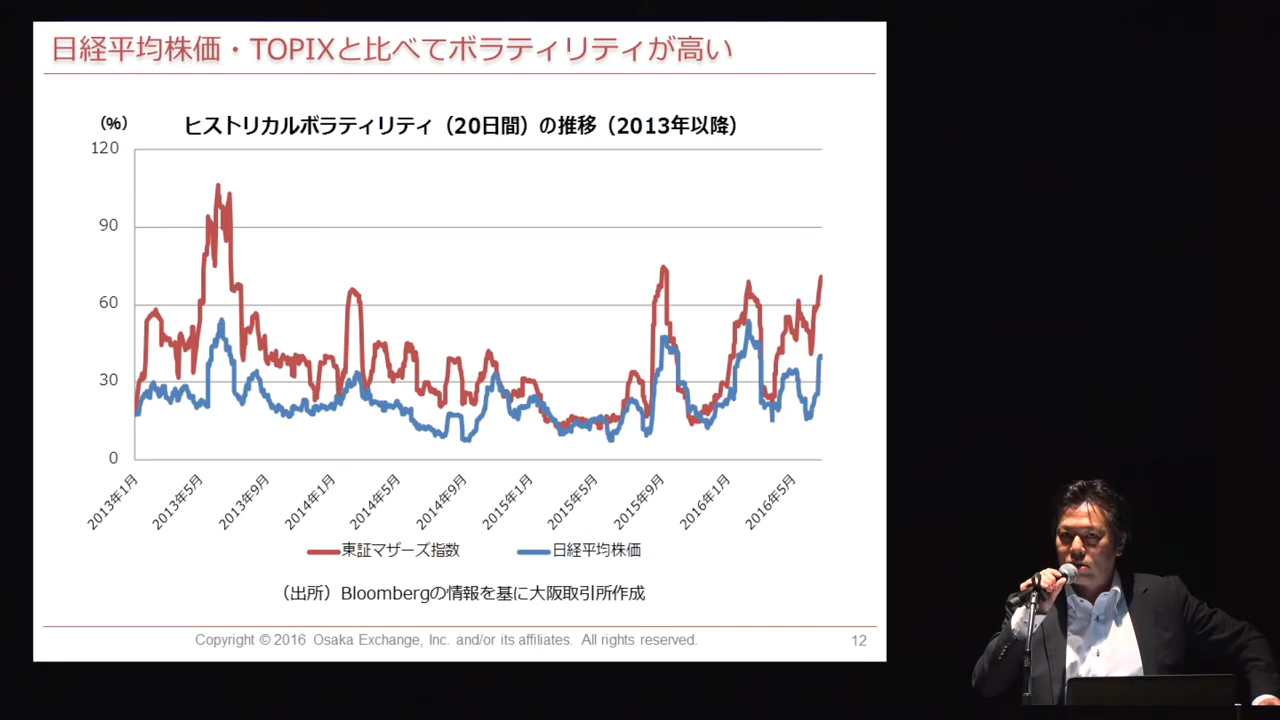 日経平均株価・TOPIXと比べてボラティリティが高い
(%)
ヒストリカルボラティリティ（20日間）の推移（2013年以降）
120
90
60
30
0
2013年1月
2013年5月
2013年9月
2014年1月
2014年5月
2014年9月
2015年1月
2015年5月
2015年9月
2016年1月
2016年5月
東証マザーズ指数
日経平均株価
（出所）Bloombergの情報を基に大阪取引所作成
Copyright © 2016 Osaka Exchange, Inc. and/or its affiliates. All rights reserved.
12